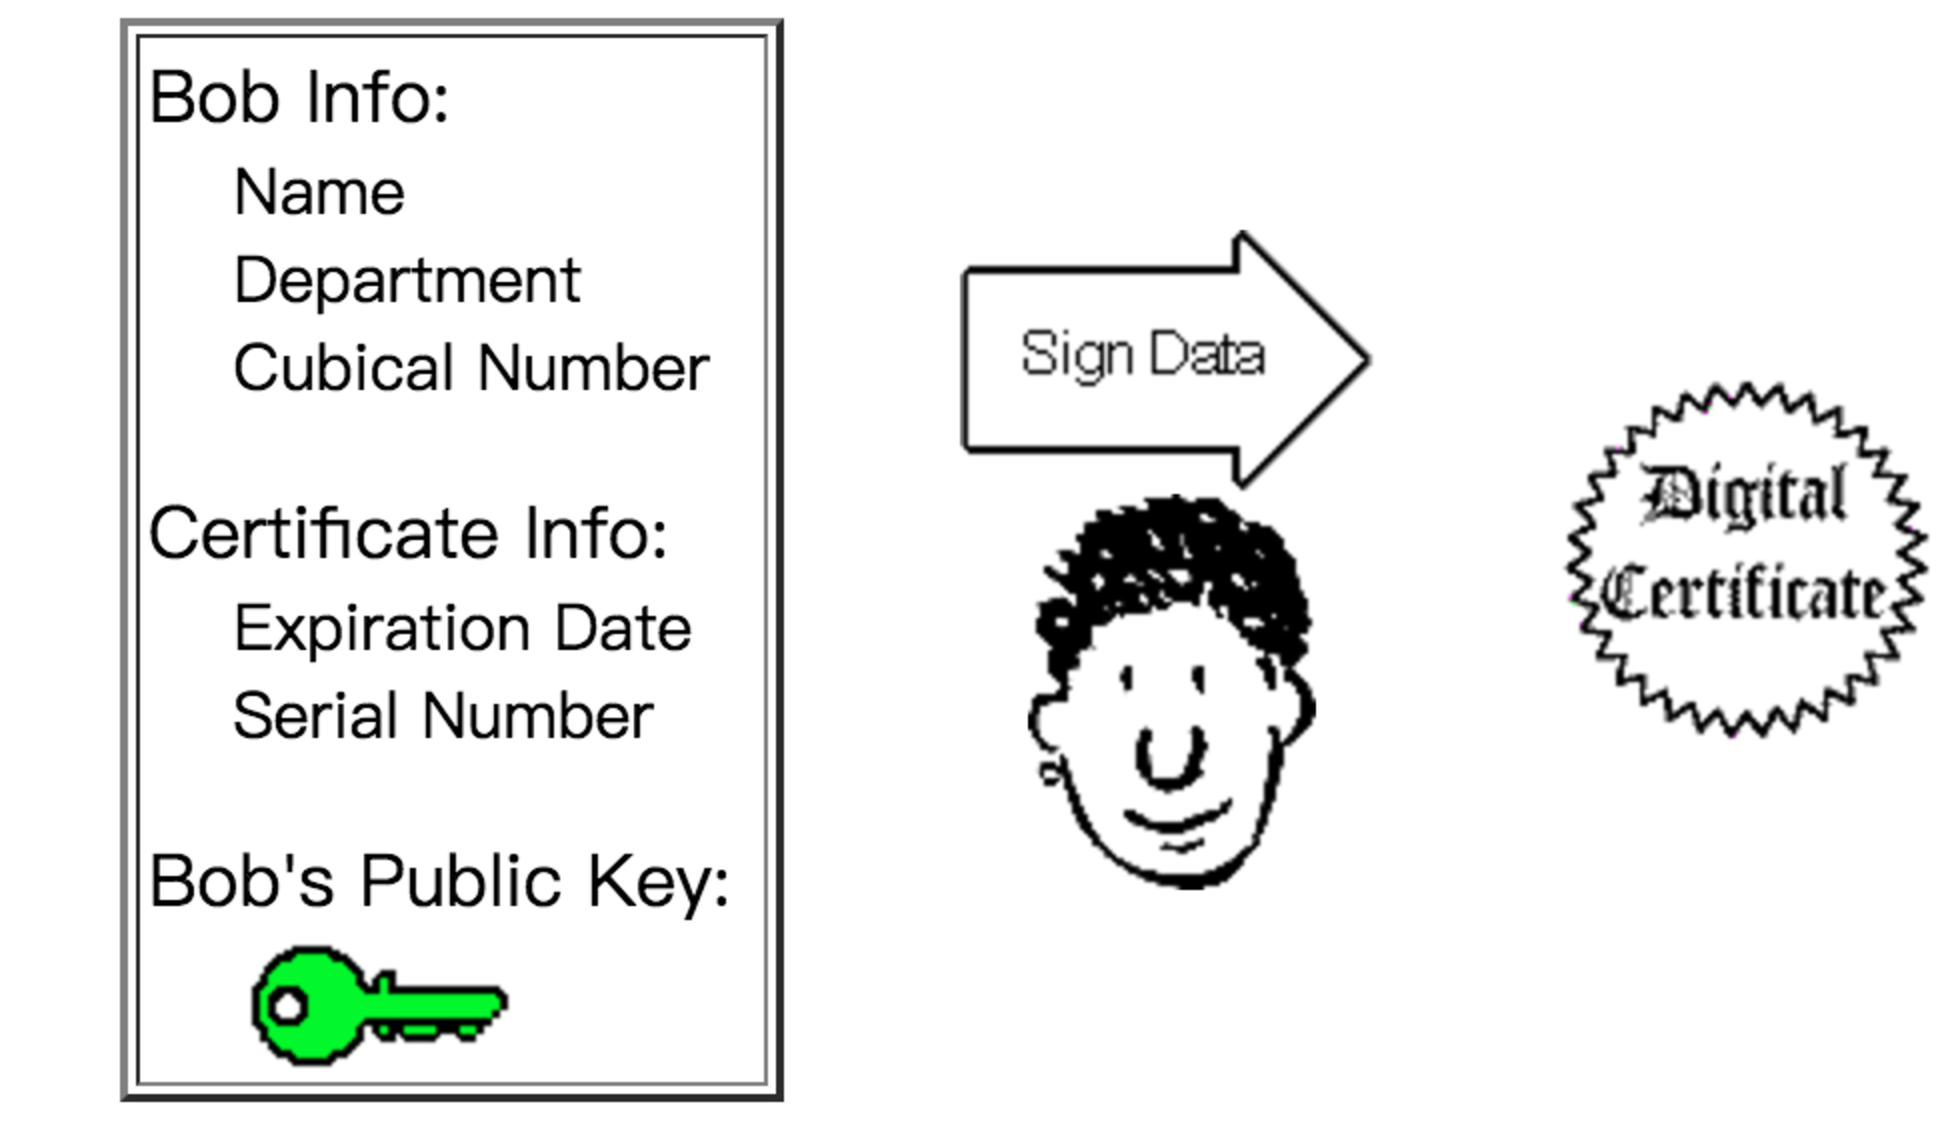 Bob Info:
Name
Department
Cubical Number
Certificate Info:
Expiration Date
Serial Number
Bob's Public Key:
Sign Data
Digital
Certificate